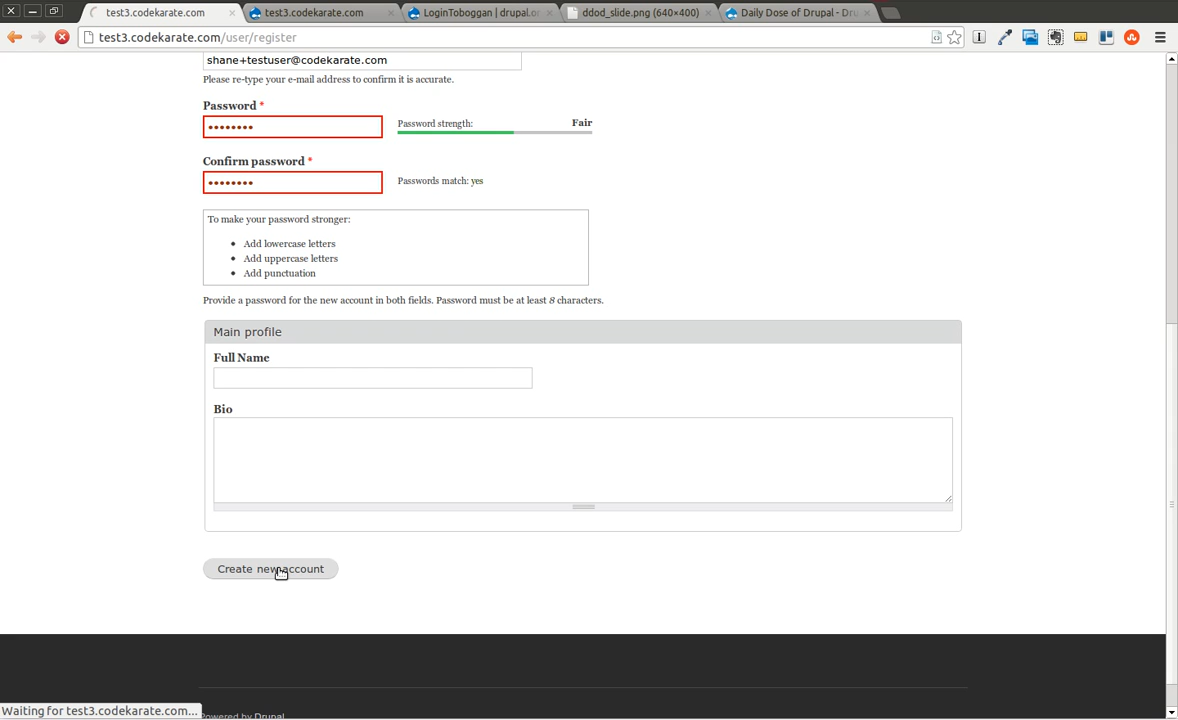 test3.codekarate.com
test3.codekarate.com
LoginToboggan | drupal.or
ddod_slide.png (640×400)
Daily Dose of Drupal - Dru
test3.codekarate.com/user/register
shane+testuser@codekarate.com
Please re-type your e-mail address to confirm it is accurate.
Password *
Password strength:
Fair
Confirm password *
Passwords match: yes
To make your password stronger:
Add lowercase letters
Add uppercase letters
Add punctuation
Provide a password for the new account in both fields. Password must be at least 8 characters.
Main profile
Full Name
Bio
Create new account
Powered by Drupal
Waiting for test3.codekarate.com...